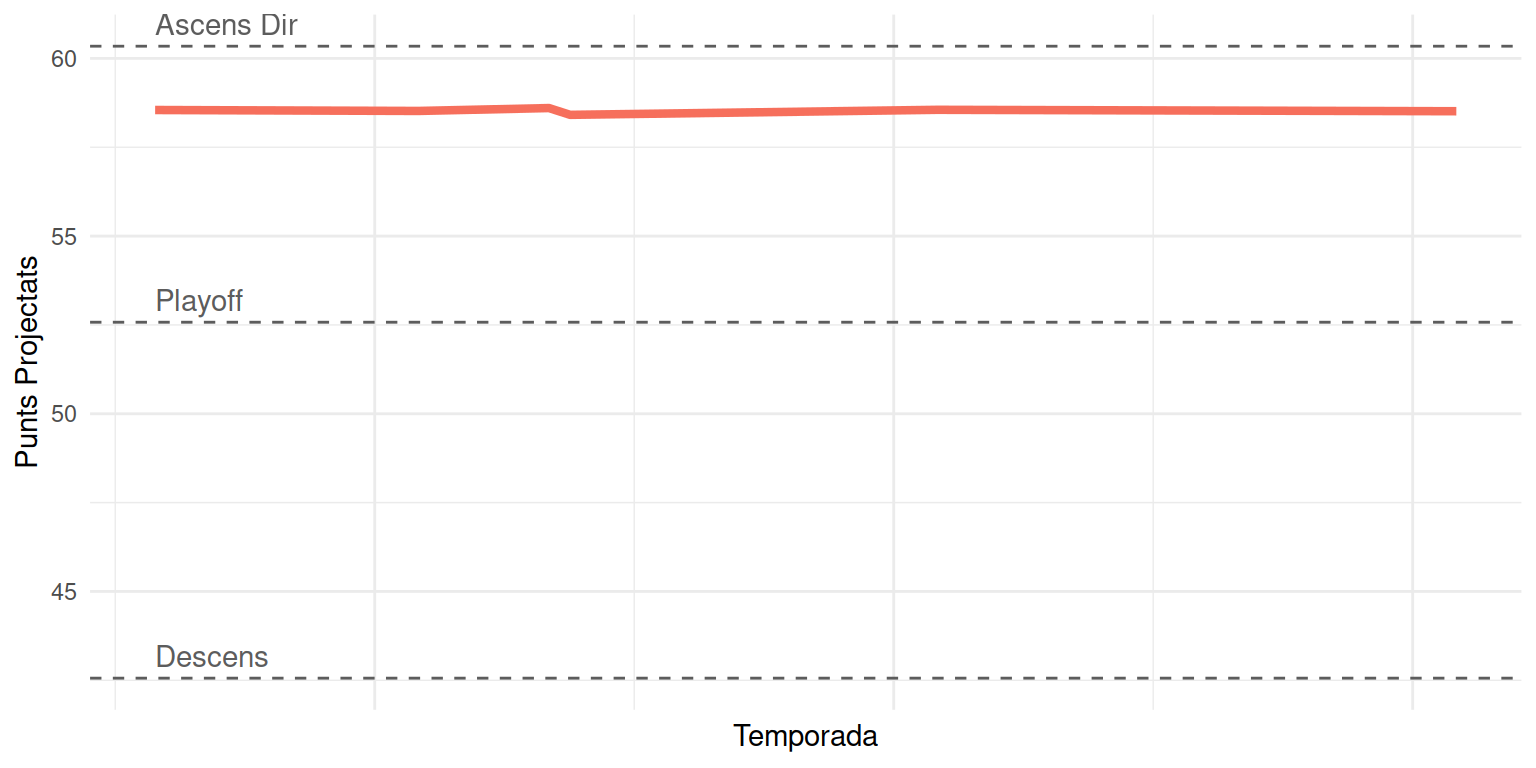 Ascens Dir
60
55
Playoff
50
45
Descens
Punts Projectats
Temporada